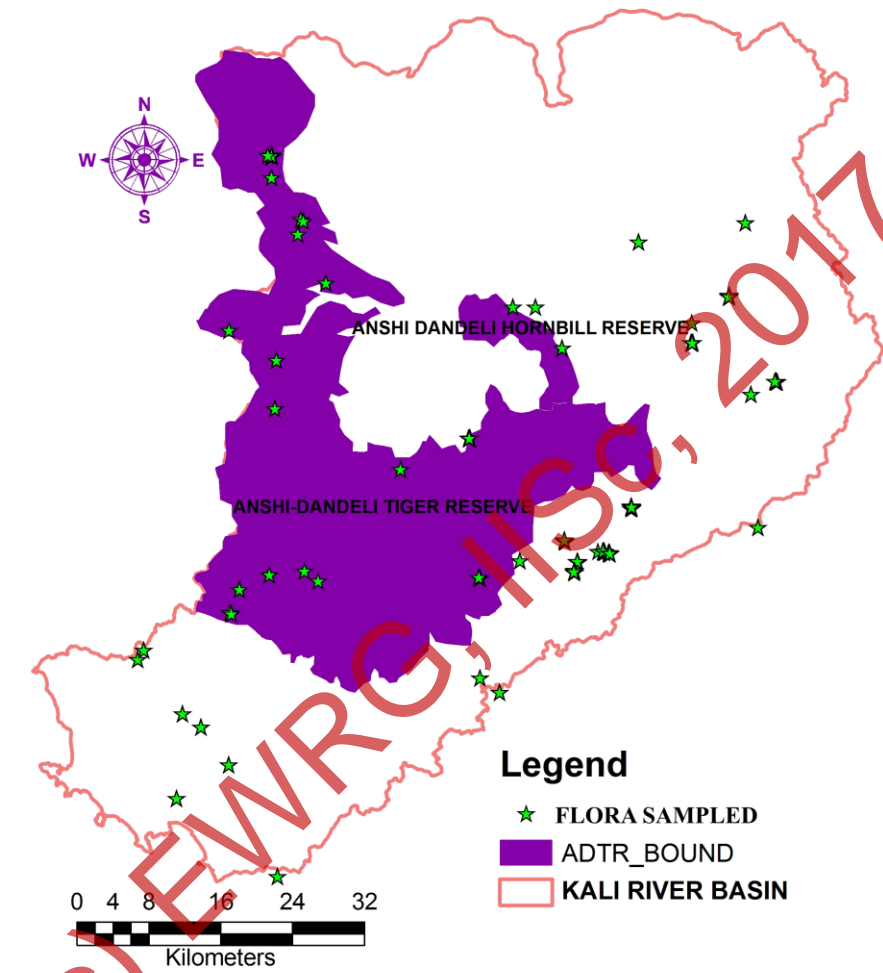 N
W E
S
ANSHI DANDELI HORNBILL RESERVE
ANSHI-DANDELI TIGER RESERVE
) EWRG, IISc, 2017
Legend
FLORA SAMPLED
ADTR_BOUND
KALI RIVER BASIN
0 4 8 16 24 32
Kilometers